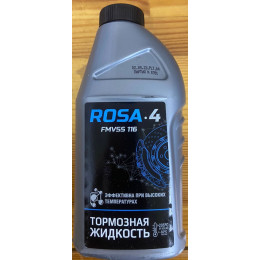 ROSA·4
FMVSS 116
ЭФФЕКТИВНА ПРИ ВЫСОКИХ
ТЕМПЕРАТУРАХ
ТОРМОЗНАЯ
ЖИДКОСТЬ